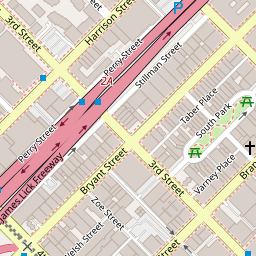 3rd Street
Harrison Street
P
Perry Street
2A
Stillman Street
Taber Place
South Park
Perry Street
James Lick Freeway
Bryant Street
3rd Street
Varney Place
Zoe Street
Welsh Street